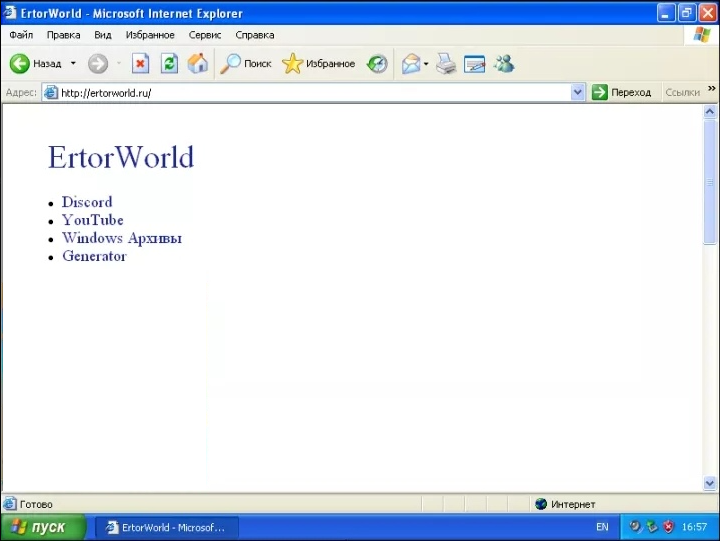 ErtorWorld - Microsoft Internet Explorer
Файл Правка Вид Избранное Сервис Справка
Назад Поиск Избранное
Адрес: http://ertorworld.ru/ Переход Ссылки »
ErtorWorld
• Discord
• YouTube
• Windows Архивы
• Generator
Готово Интернет
пуск ErtorWorld - Microsof... EN 16:57